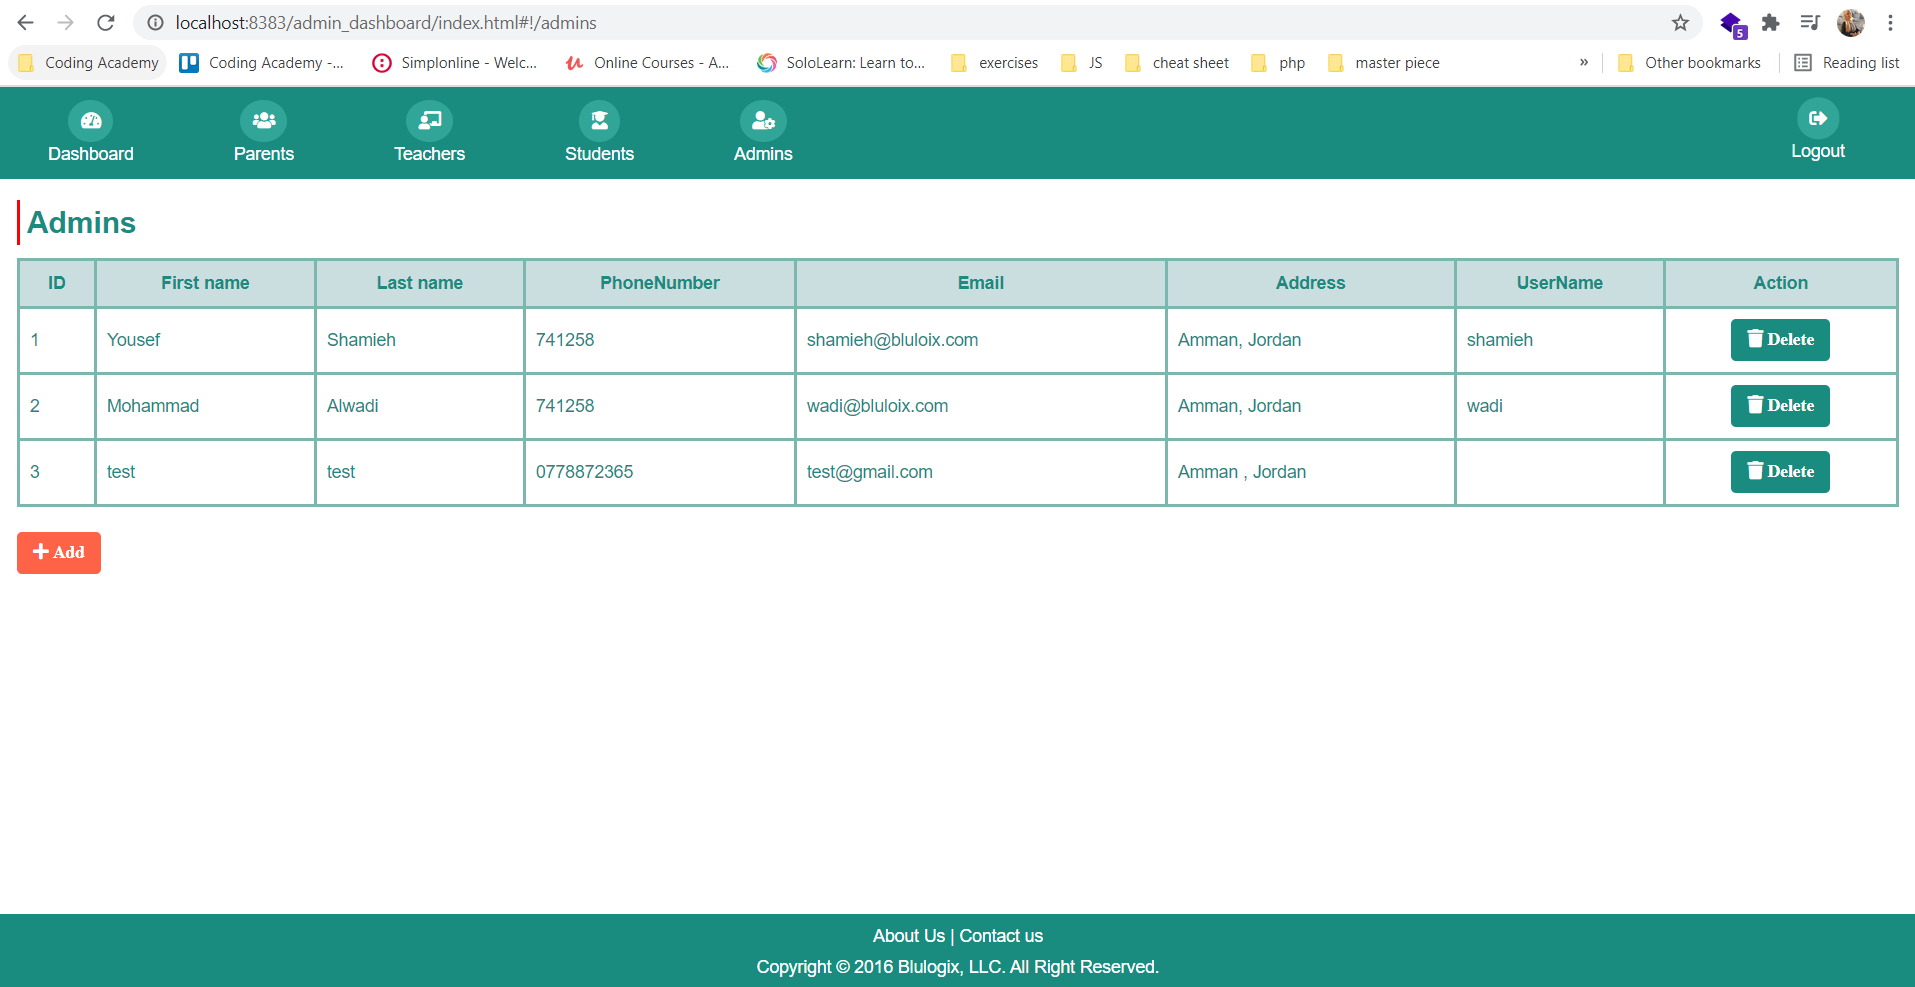 localhost:8383/admin_dashboard/index.html#!/admins
5
Coding Academy Coding Academy -... Simplonline - Welc... Online Courses - A... SoloLearn: Learn to... exercises JS cheat sheet php master piece » Other bookmarks Reading list
Dashboard Parents Teachers Students Admins Logout
Admins
ID First name Last name PhoneNumber Email Address UserName Action
1 Yousef Shamieh 741258 shamieh@bluloix.com Amman, Jordan shamieh Delete
2 Mohammad Alwadi 741258 wadi@bluloix.com Amman, Jordan wadi Delete
3 test test 0778872365 test@gmail.com Amman , Jordan Delete
Add
About Us | Contact us
Copyright © 2016 Blulogix, LLC. All Right Reserved.